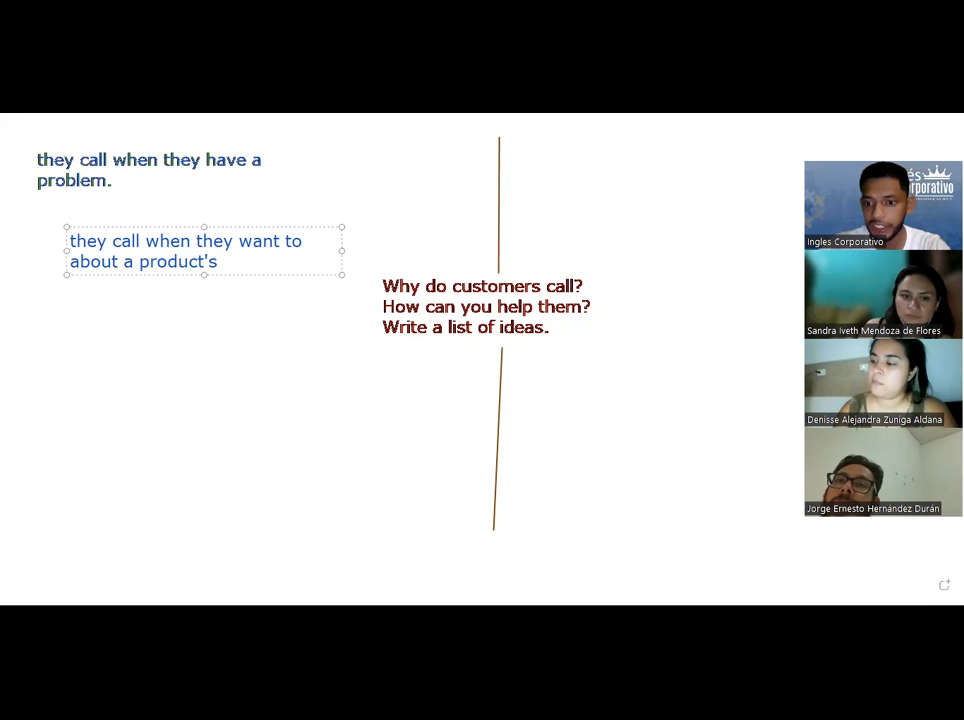 they call when they have a
problem.
they call when they want to
about a product's
Why do customers call?
How can you help them?
Write a list of ideas.
és
rporativo
Ingles Corporativo
Sandra Iveth Mendoza de Flores
Denisse Alejandra Zuniga Aldana
Jorge Ernesto Hernández Durán